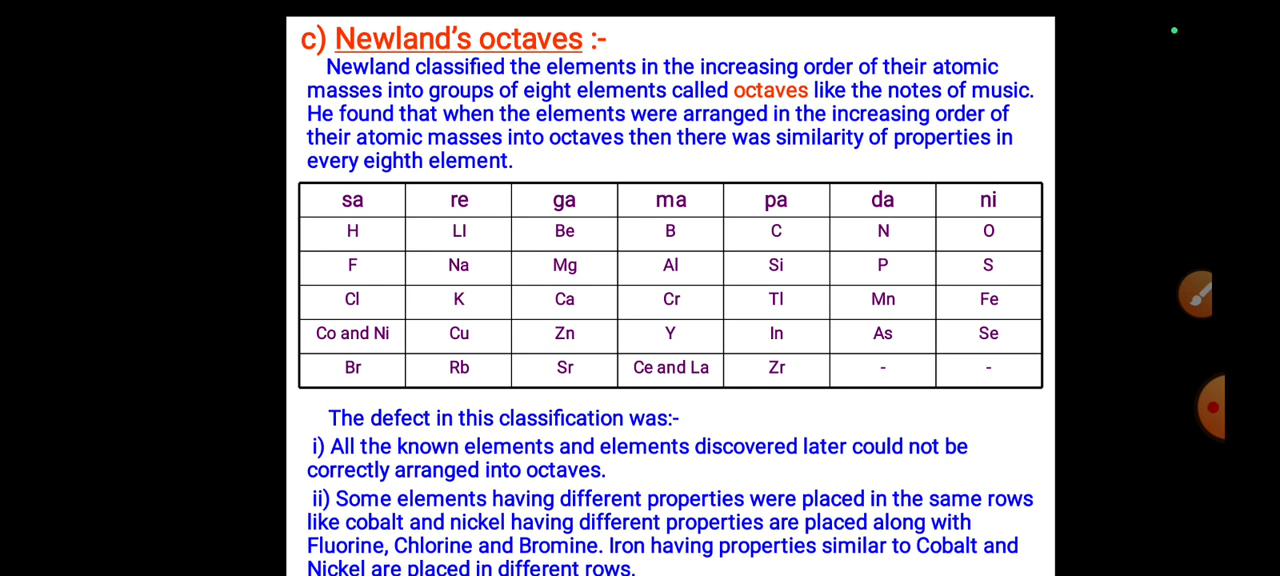 c) Newland's octaves :-
Newland classified the elements in the increasing order of their atomic
masses into groups of eight elements called octaves like the notes of music.
He found that when the elements were arranged in the increasing order of
their atomic masses into octaves then there was similarity of properties in
every eighth element.
sa re ga ma pa da ni
H LI Be B C N O
F Na Mg Al Si P S
Cl K Ca Cr Tl Mn Fe
Co and Ni Cu Zn Y In As Se
Br Rb Sr Ce and La Zr - -
The defect in this classification was:-
i) All the known elements and elements discovered later could not be
correctly arranged into octaves.
ii) Some elements having different properties were placed in the same rows
like cobalt and nickel having different properties are placed along with
Fluorine, Chlorine and Bromine. Iron having properties similar to Cobalt and
Nickel are placed in different rows.